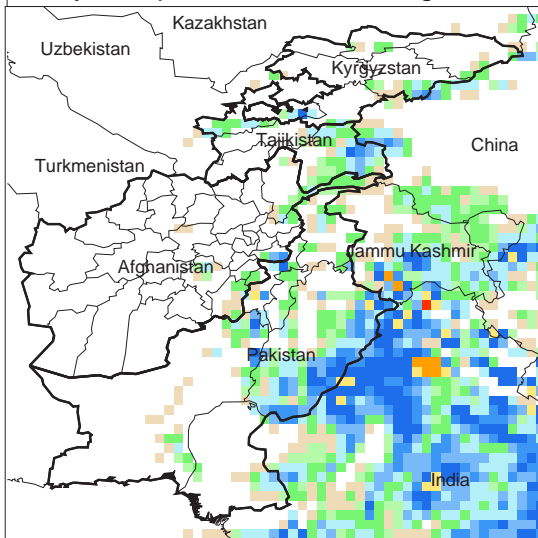 Kazakhstan
Uzbekistan
Kyrgyzstan
Tajikistan
China
Turkmenistan
Jammu Kashmir
Afghanistan
Pakistan
India